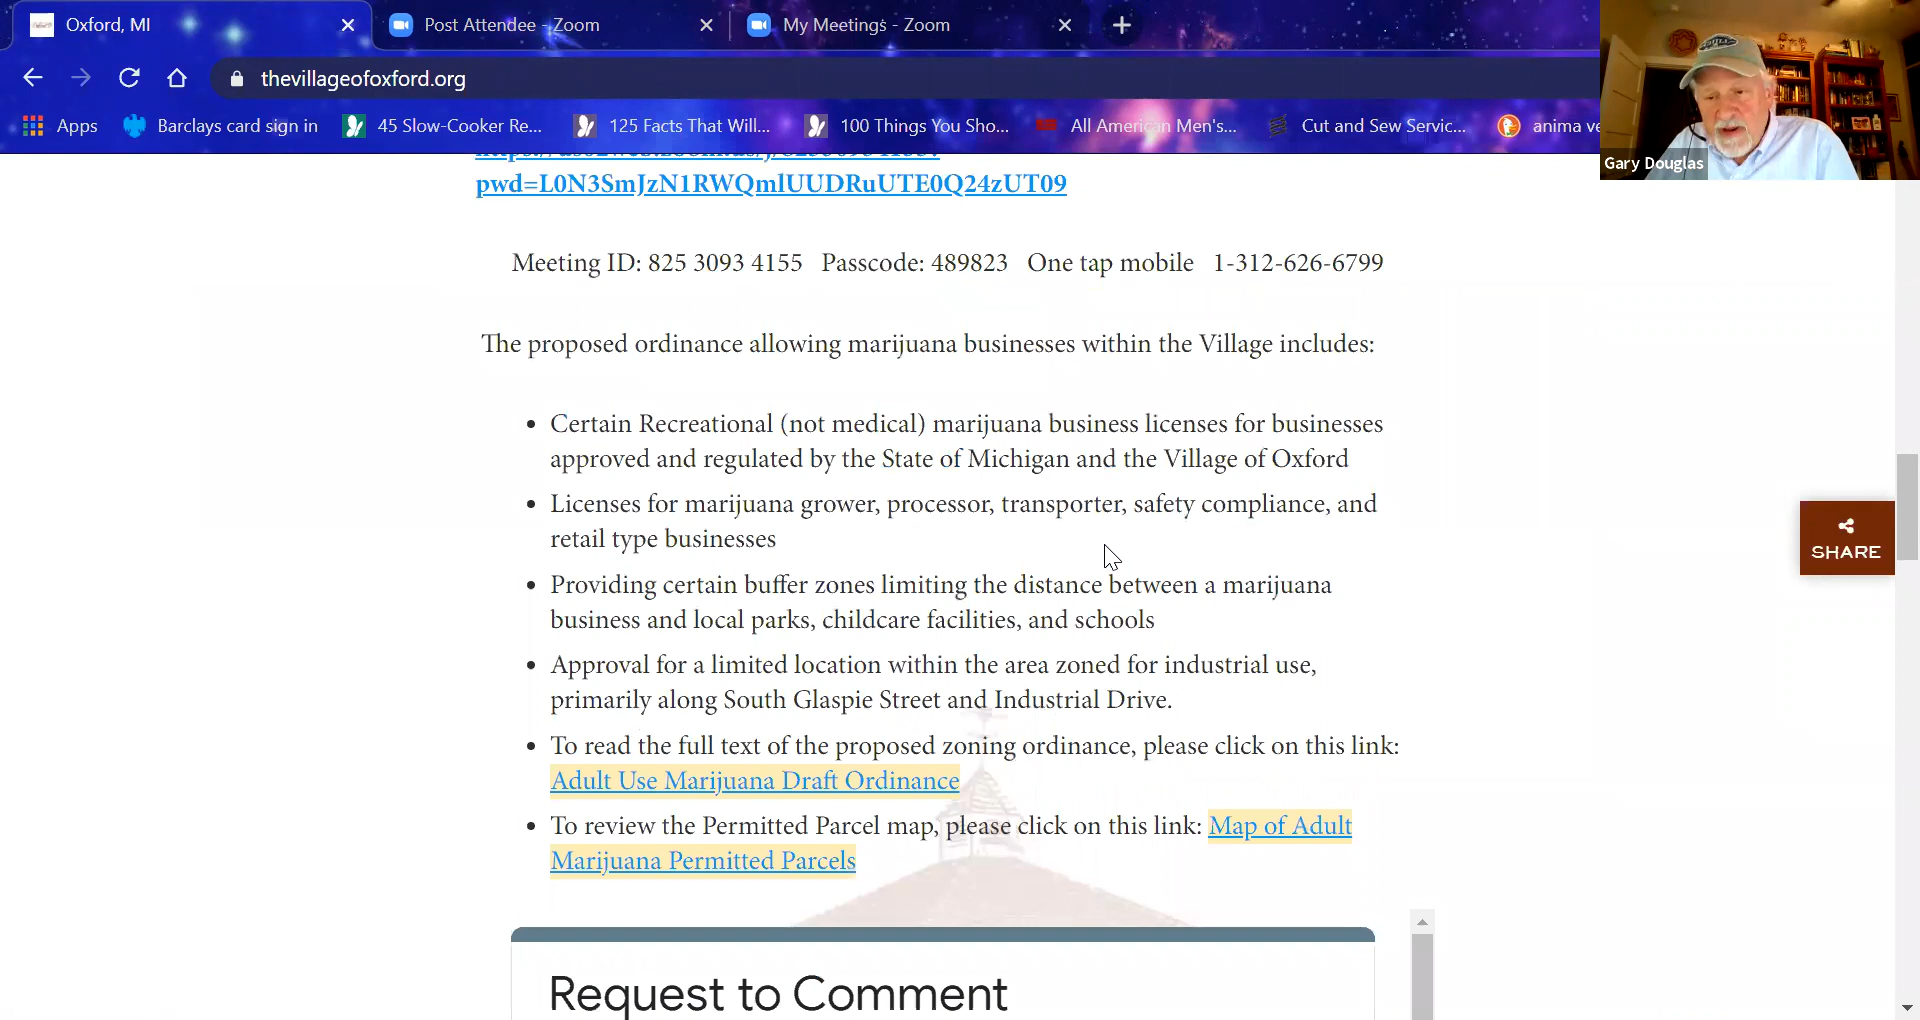 Oxford, MI
Post Attendee - Zoom
My Meetings - Zoom
thevillageofoxford.org
Apps
Barclays card sign in
45 Slow-Cooker Re...
125 Facts That Will...
100 Things You Sho...
All American Men's...
Cut and Sew Servic...
anima ve
Gary Douglas
pwd=L0N3SmJzN1RWQmlUUDRuUTE0Q24zUT09
Meeting ID: 825 3093 4155 Passcode: 489823 One tap mobile 1-312-626-6799
The proposed ordinance allowing marijuana businesses within the Village includes:
• Certain Recreational (not medical) marijuana business licenses for businesses
approved and regulated by the State of Michigan and the Village of Oxford
• Licenses for marijuana grower, processor, transporter, safety compliance, and
retail type businesses
• Providing certain buffer zones limiting the distance between a marijuana
business and local parks, childcare facilities, and schools
• Approval for a limited location within the area zoned for industrial use,
primarily along South Glaspie Street and Industrial Drive.
• To read the full text of the proposed zoning ordinance, please click on this link:
Adult Use Marijuana Draft Ordinance
• To review the Permitted Parcel map, please click on this link: Map of Adult
Marijuana Permitted Parcels
SHARE
Request to Comment